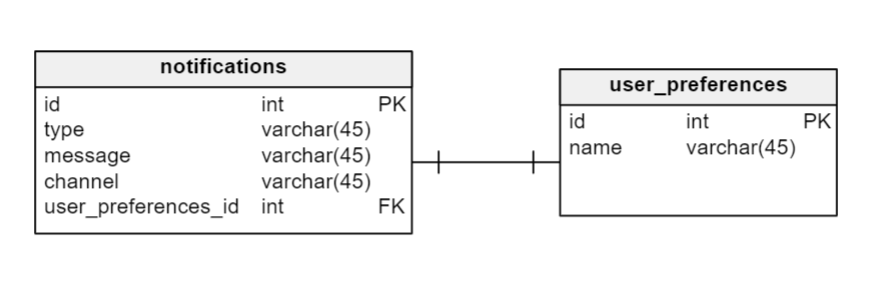 notifications
id int PK
type varchar(45)
message varchar(45)
channel varchar(45)
user_preferences_id int FK
user_preferences
id int PK
name varchar(45)